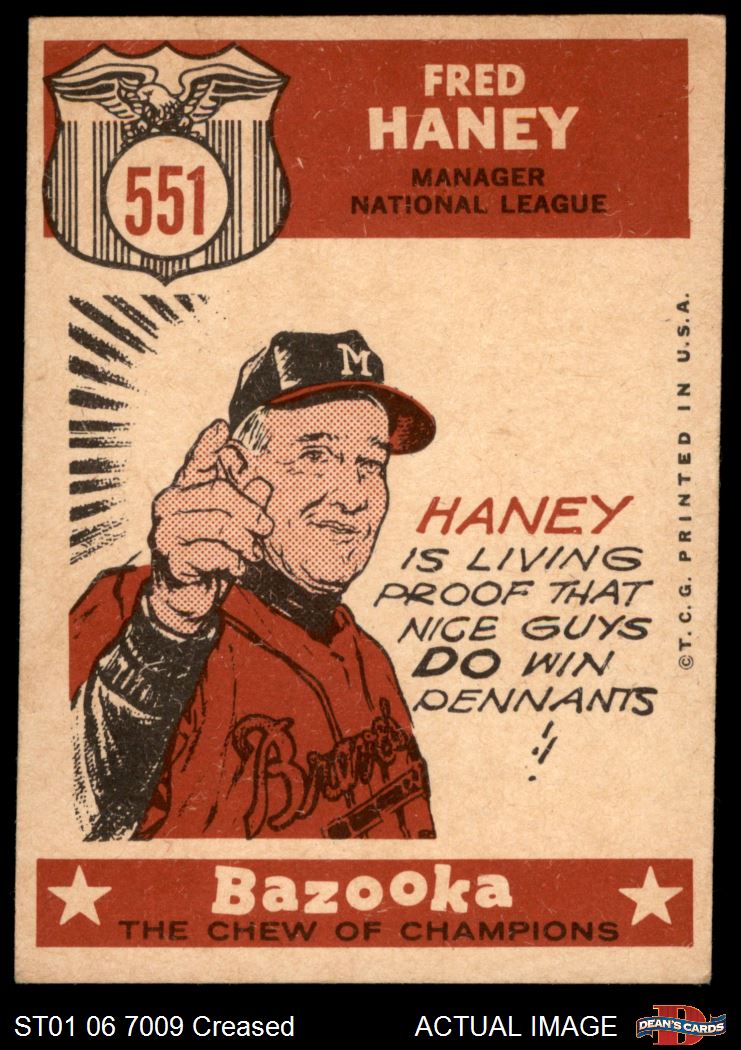 551
FRED
HANEY
MANAGER
NATIONAL LEAGUE
M
HANEY
IS LIVING
PROOF THAT
NICE GUYS
DO WIN
PENNANTS
!!
Braves
©T.C.G. PRINTED IN U.S.A.
Bazooka
THE CHEW OF CHAMPIONS
ST01 06 7009 Creased
ACTUAL IMAGE
D
DEAN'S CARDS